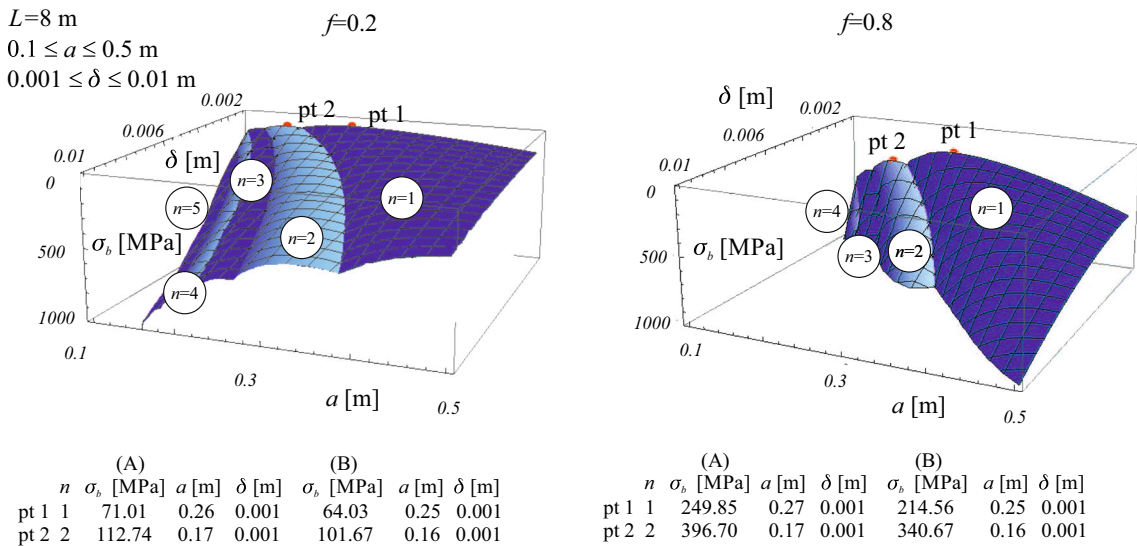 L=8 m
0.1 ≤ a ≤ 0.5 m
0.001 ≤ δ ≤ 0.01 m
f=0.2
0.002
0.006
0.01
δ [m]
pt 2
pt 1
0
500
1000
σb [MPa]
n=5
n=3
n=1
n=2
n=4
0.1
0.3
0.5
a [m]
(A) (B)
n σb [MPa] a [m] δ [m] σb [MPa] a [m] δ [m]
pt 1 1 71.01 0.26 0.001 64.03 0.25 0.001
pt 2 2 112.74 0.17 0.001 101.67 0.16 0.001
f=0.8
δ [m]
0.002
0.006
0.01
pt 2
pt 1
0
500
1000
σb [MPa]
n=4
n=1
n=3
n=2
0.1
0.3
0.5
a [m]
(A) (B)
n σb [MPa] a [m] δ [m] σb [MPa] a [m] δ [m]
pt 1 1 249.85 0.27 0.001 214.56 0.25 0.001
pt 2 2 396.70 0.17 0.001 340.67 0.16 0.001